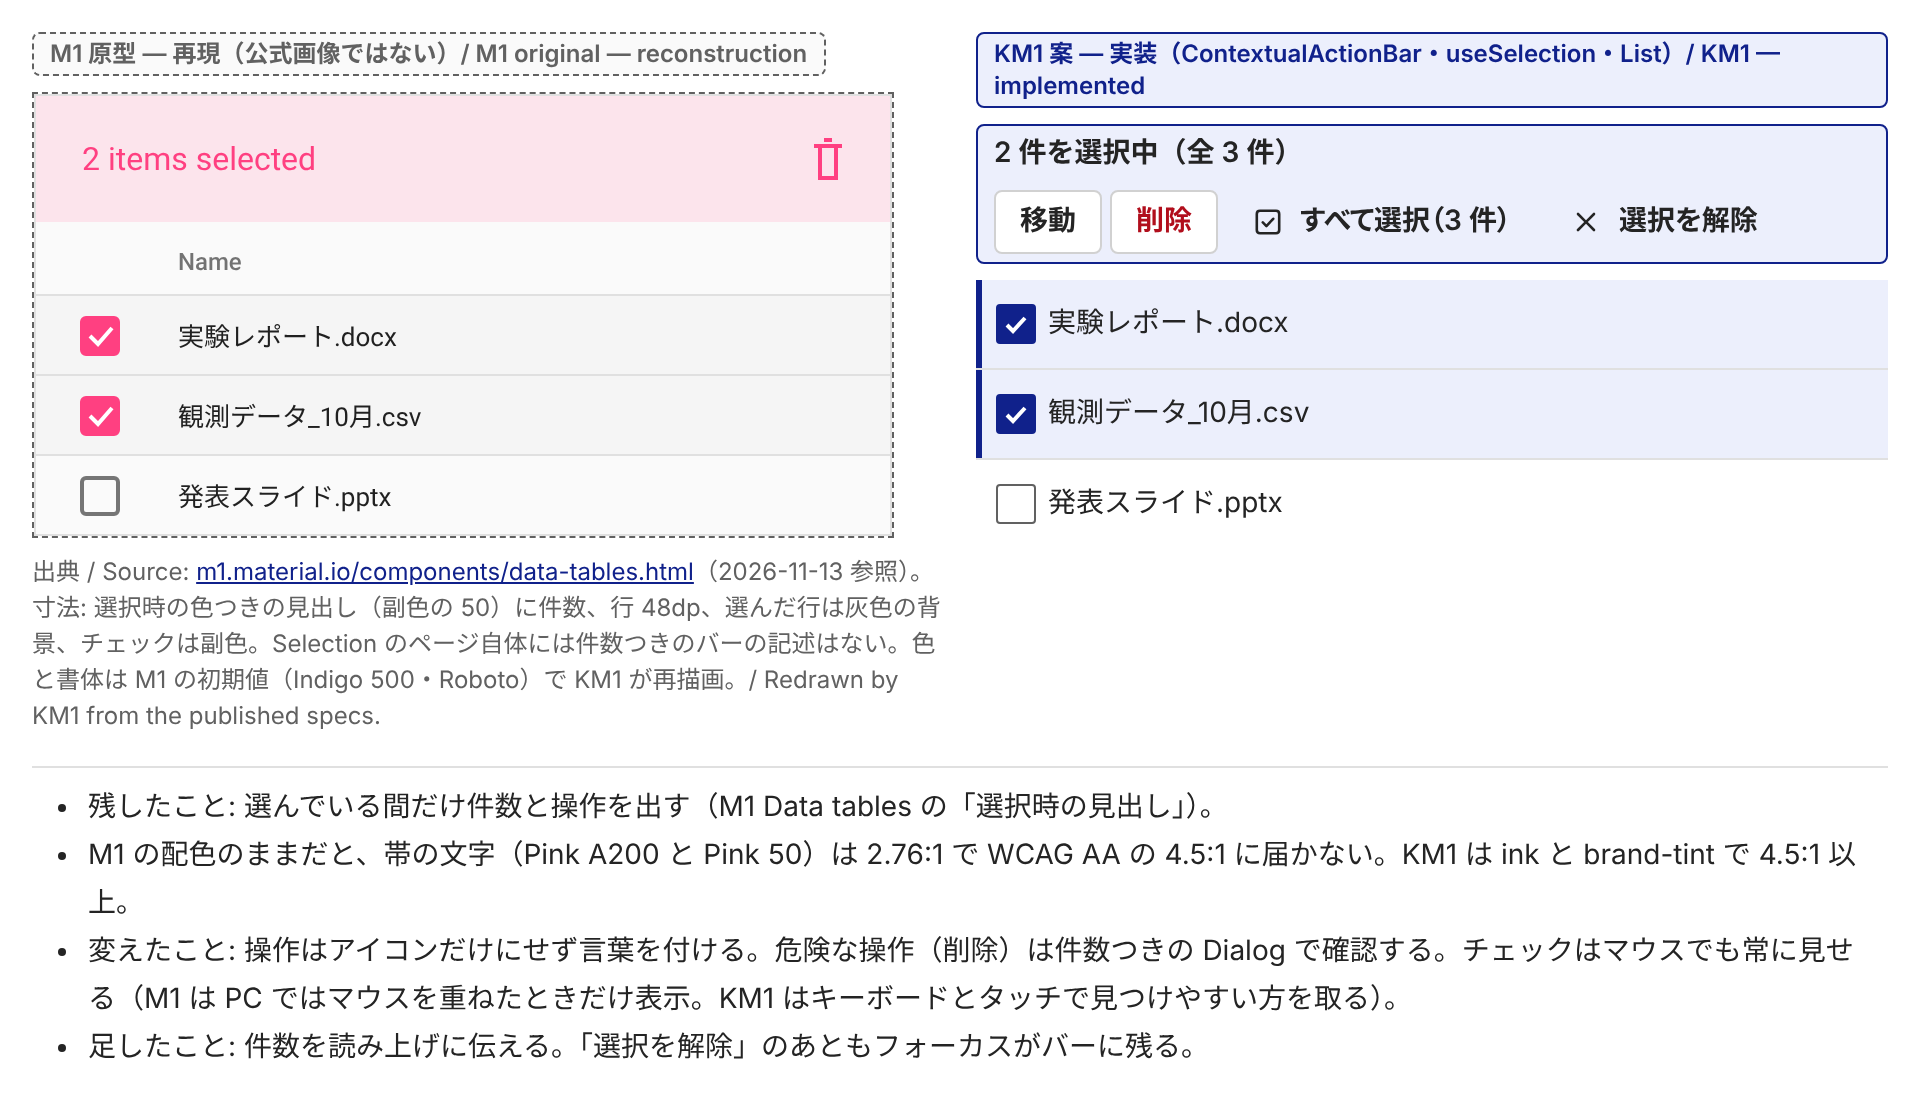 M1 原型 — 再現（公式画像ではない）/ M1 original — reconstruction
2 items selected
Name
実験レポート.docx
観測データ_10月.csv
発表スライド.pptx
出典 / Source: m1.material.io/components/data-tables.html（2026-11-13 参照）。
寸法: 選択時の色つきの見出し（副色の 50）に件数、行 48dp、選んだ行は灰色の背
景、チェックは副色。Selection のページ自体には件数つきのバーの記述はない。色
と書体は M1 の初期値（Indigo 500・Roboto）で KM1 が再描画。/ Redrawn by
KM1 from the published specs.
KM1 案 — 実装（ContextualActionBar・useSelection・List）/ KM1 —
implemented
2 件を選択中（全 3 件）
移動 削除 すべて選択（3 件） 選択を解除
実験レポート.docx
観測データ_10月.csv
発表スライド.pptx
• 残したこと: 選んでいる間だけ件数と操作を出す（M1 Data tables の「選択時の見出し」）。
• M1 の配色のままだと、帯の文字（Pink A200 と Pink 50）は 2.76:1 で WCAG AA の 4.5:1 に届かない。KM1 は ink と brand-tint で 4.5:1 以
上。
• 変えたこと: 操作はアイコンだけにせず言葉を付ける。危険な操作（削除）は件数つきの Dialog で確認する。チェックはマウスでも常に見せ
る（M1 は PC ではマウスを重ねたときだけ表示。KM1 はキーボードとタッチで見つけやすい方を取る）。
• 足したこと: 件数を読み上げに伝える。「選択を解除」のあともフォーカスがバーに残る。